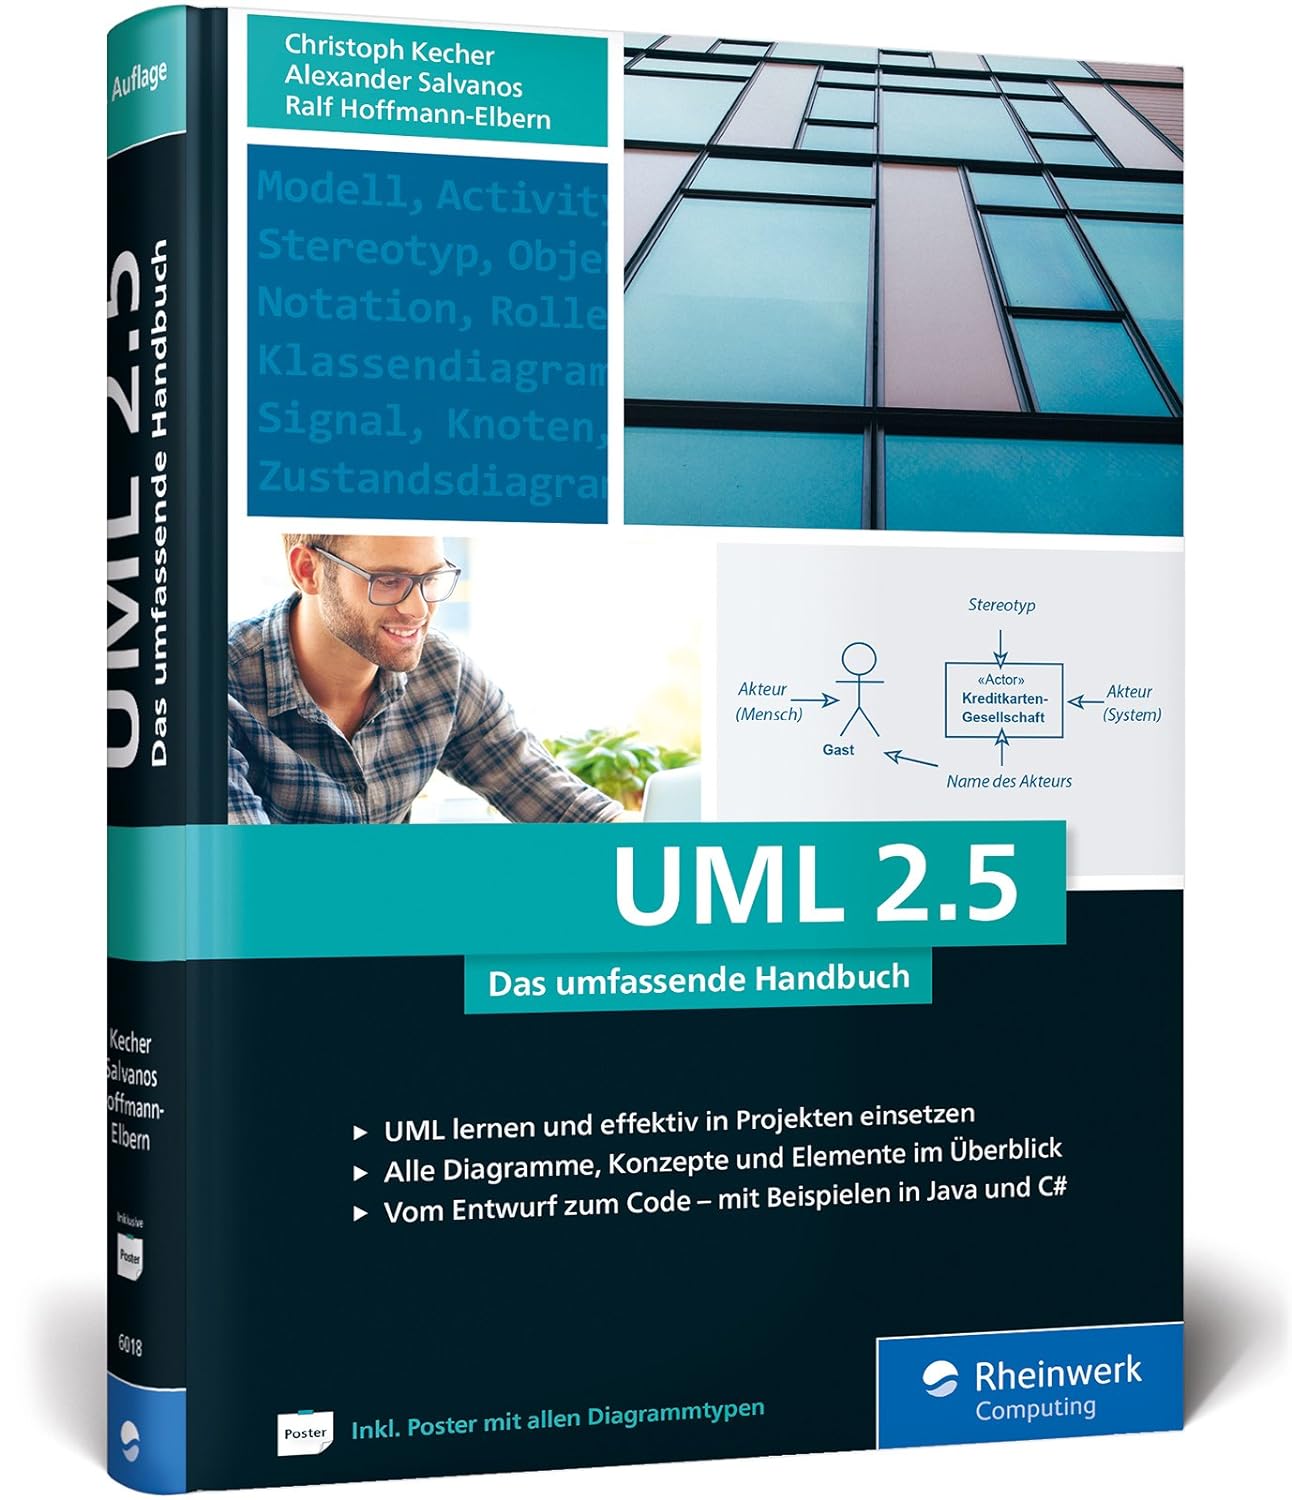 Auflage
UML 2.5
Das umfassende Handbuch
Kecher
Salvanos
Hoffmann-
Elbern
Inklusive
Poster
6018
Christoph Kecher
Alexander Salvanos
Ralf Hoffmann-Elbern
Modell, Activity
Stereotyp, Obje
Notation, Rolle
Klassendiagram
Signal, Knoten,
Zustandsdiagra
Stereotyp
Akteur
(Mensch)
Gast
«Actor»
Kreditkarten-
Gesellschaft
Akteur
(System)
Name des Akteurs
UML 2.5
Das umfassende Handbuch
► UML lernen und effektiv in Projekten einsetzen
► Alle Diagramme, Konzepte und Elemente im Überblick
► Vom Entwurf zum Code – mit Beispielen in Java und C#
Poster
Inkl. Poster mit allen Diagrammtypen
Rheinwerk
Computing